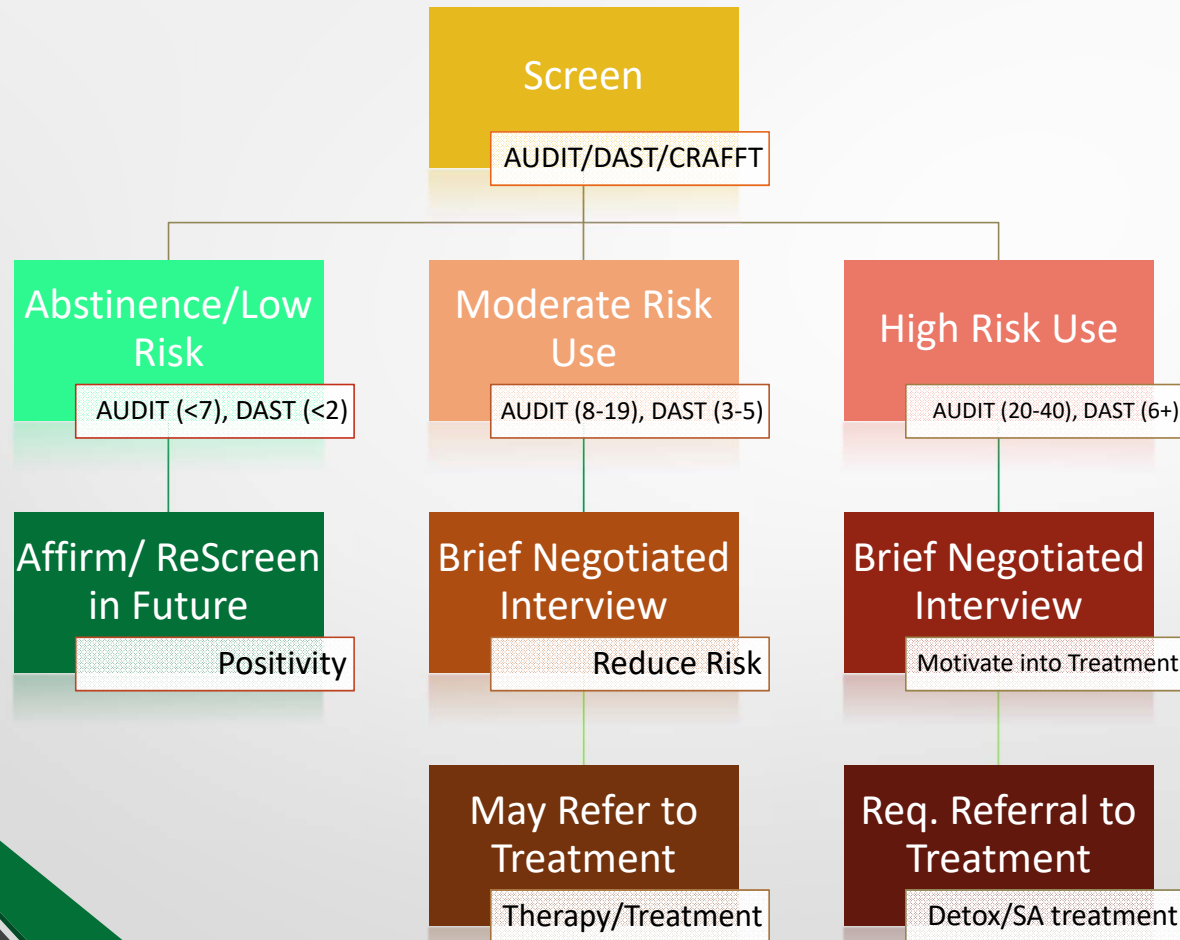 Screen
AUDIT/DAST/CRAFFT
Abstinence/Low
Risk
AUDIT (<7), DAST (<2)
Moderate Risk
Use
AUDIT (8-19), DAST (3-5)
High Risk Use
AUDIT (20-40), DAST (6+)
Affirm/ ReScreen
in Future
Positivity
Brief Negotiated
Interview
Reduce Risk
Brief Negotiated
Interview
Motivate into Treatment
May Refer to
Treatment
Therapy/Treatment
Req. Referral to
Treatment
Detox/SA treatment